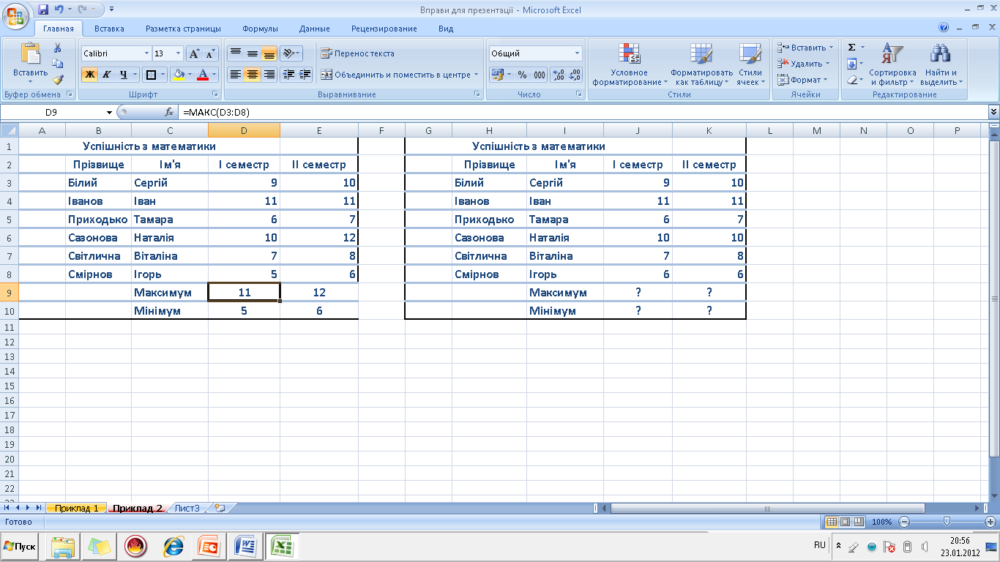 Вправи для презентації - Microsoft Excel
Главная Вставка Разметка страницы Формулы Данные Рецензирование Вид
Calibri 13 Перенос текста Общий Вставить
Вставить Ж К Ч Объединить и поместить в центре % 000 Условное форматирование Форматировать как таблицу Стили ячеек Удалить Формат Сортировка и фильтр Найти и выделить
Буфер обмена Шрифт Выравнивание Число Стили Ячейки Редактирование
D9 fx =МАКС(D3:D8)
A B C D E F G H I J K L M N O P
1 Успішність з математики Успішність з математики
2 Прізвище Ім'я І семестр ІІ семестр Прізвище Ім'я І семестр ІІ семестр
3 Білий Сергій 9 10 Білий Сергій 9 10
4 Іванов Іван 11 11 Іванов Іван 11 11
5 Приходько Тамара 6 7 Приходько Тамара 6 7
6 Сазонова Наталія 10 12 Сазонова Наталія 10 10
7 Світлична Віталіна 7 8 Світлична Віталіна 7 8
8 Смірнов Ігорь 5 6 Смірнов Ігорь 6 6
9 Максимум 11 12 Максимум ? ?
10 Мінімум 5 6 Мінімум ? ?
11
12
13
14
15
16
17
18
19
20
21
22
Приклад 1 Приклад 2 Лист3
Готово 100%
Пуск RU 20:56
23.01.2012